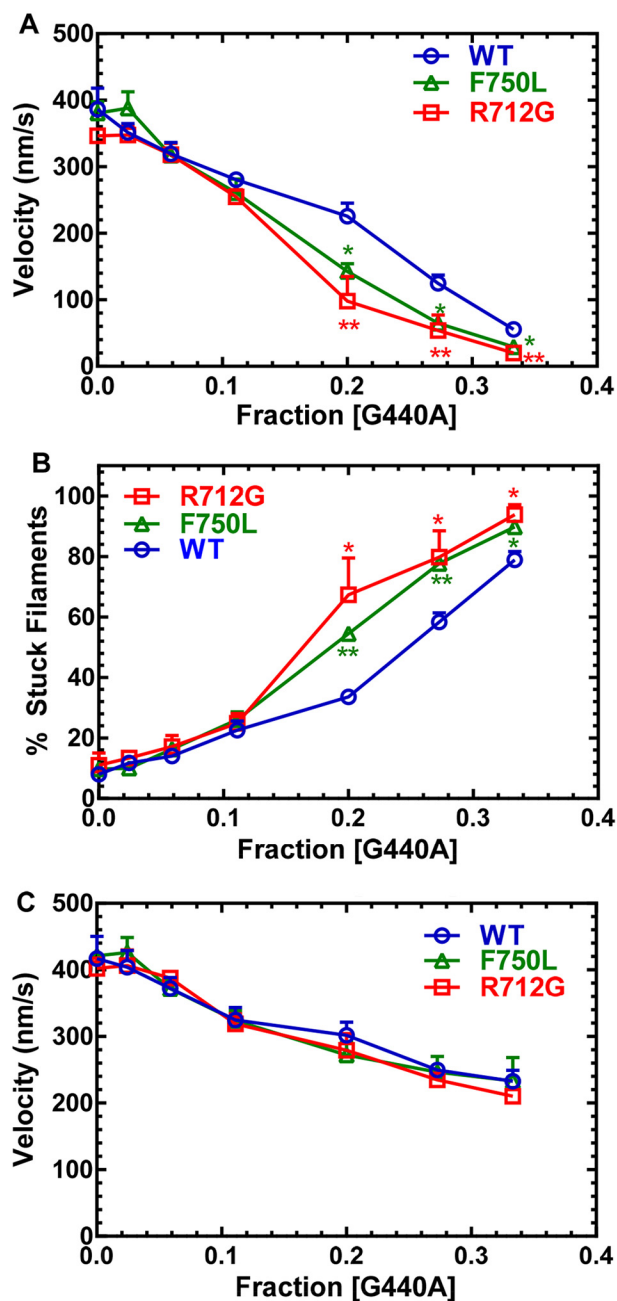 A
500
400
300
200
100
0
Velocity (nm/s)
WT
F750L
R712G
*
**
*
**
*
**
0.0 0.1 0.2 0.3 0.4
Fraction [G440A]
B
100
80
60
40
20
0
% Stuck Filaments
R712G
F750L
WT
*
**
*
**
*
*
0.0 0.1 0.2 0.3 0.4
Fraction [G440A]
C
500
400
300
200
100
0
Velocity (nm/s)
WT
F750L
R712G
0.0 0.1 0.2 0.3 0.4
Fraction [G440A]